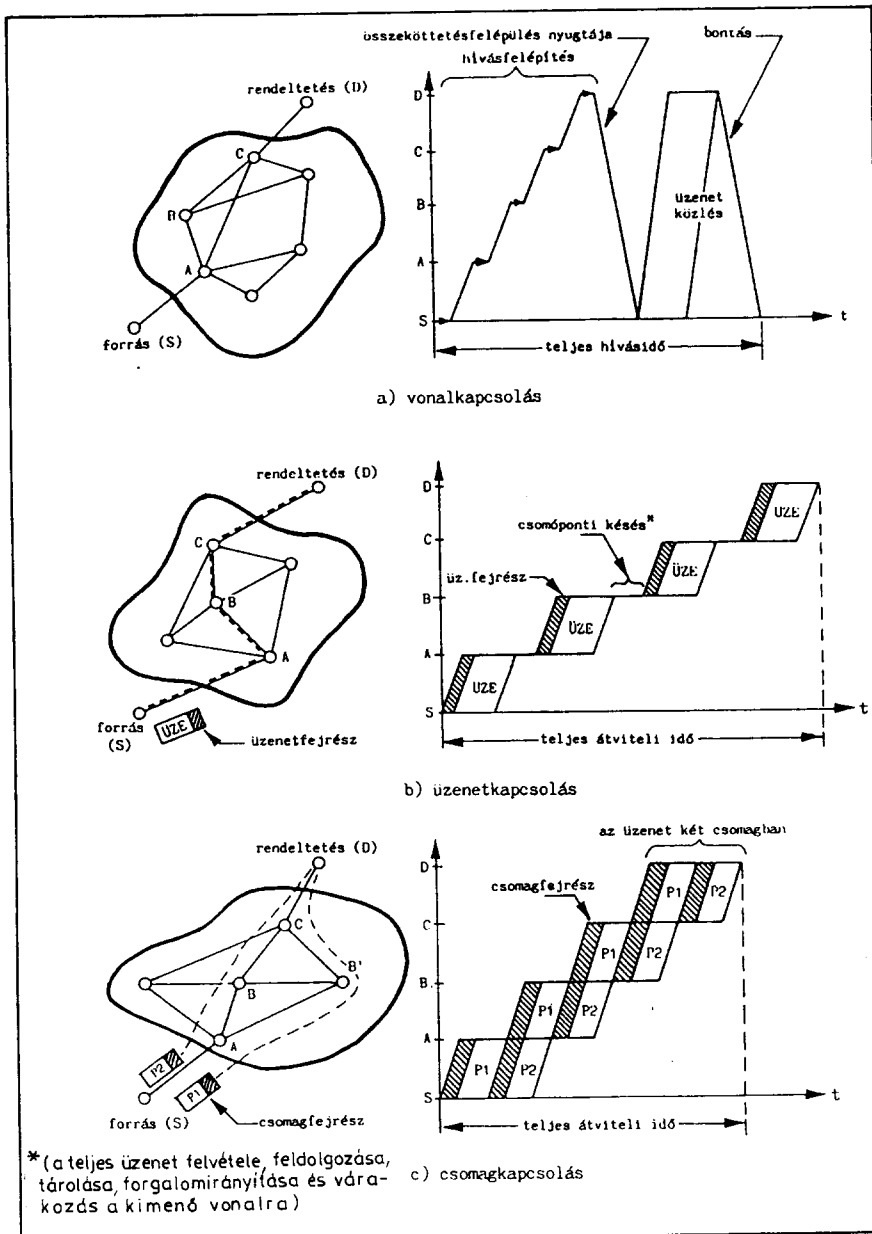 összeköttetésfelépülés nyugtája
bontás
hívásfelépítés
rendeltetés (D)
D
C
C
B
B
üzenet
közlés
A
A
S
t
forrás (S)
teljes hívásidő
a) vonalkapcsolás
rendeltetés (D)
D
ÜZE
csomóponti késés*
C
C
üz.fejrész
ÜZE
B
B
ÜZE
A
A
ÜZE
S
t
forrás
(S)
ÜZE
üzenetfejrész
teljes átviteli idő
b) üzenetkapcsolás
az üzenet két csomagban
rendeltetés (D)
D
csomagfejrész
P1
P2
C
C
P1
P2
B'
B
B
P1
P2
A
A
P1
P2
P2
P1
S
t
forrás (S)
csomagfejrész
teljes átviteli idő
*(a teljes üzenet felvétele, feldolgozása,
tárolása, forgalomirányítása és vára-
kozás a kimenő vonalra)
c) csomagkapcsolás